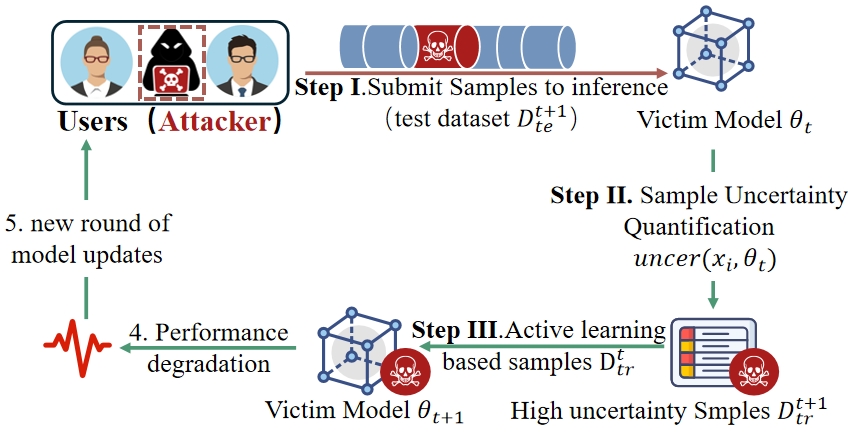 Users (Attacker)
Step I.Submit Samples to inference
(test dataset $D_{te}^{t+1}$)
Victim Model $\theta_t$
Step II. Sample Uncertainty
Quantification
$uncer(x_i, \theta_t)$
High uncertainty Smples $D_{tr}^{t+1}$
Step III.Active learning
based samples $D_{tr}^{t}$
Victim Model $\theta_{t+1}$
4. Performance
degradation
5. new round of
model updates